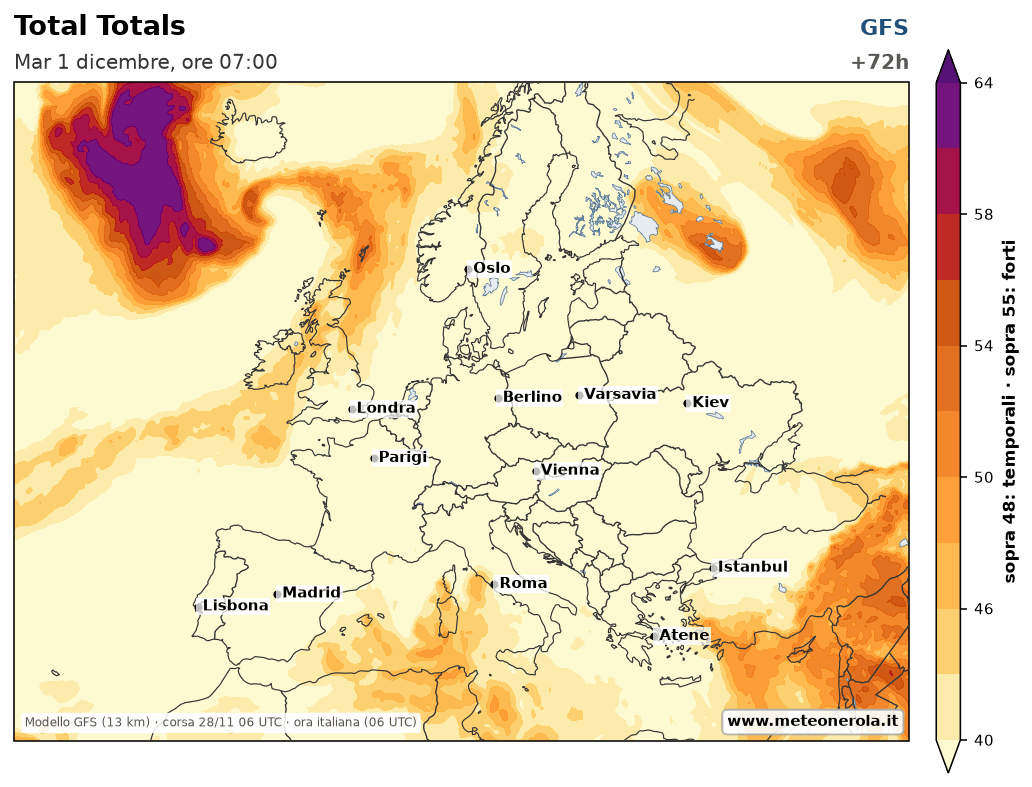 Total Totals
GFS
Mar 1 dicembre, ore 07:00
+72h
64
58
54
50
46
40
sopra 48: temporali · sopra 55: forti
Oslo
Londra
Berlino
Varsavia
Kiev
Parigi
Vienna
Istanbul
Roma
Madrid
Lisbona
Atene
Modello GFS (13 km) · corsa 28/11 06 UTC · ora italiana (06 UTC)
www.meteonerola.it